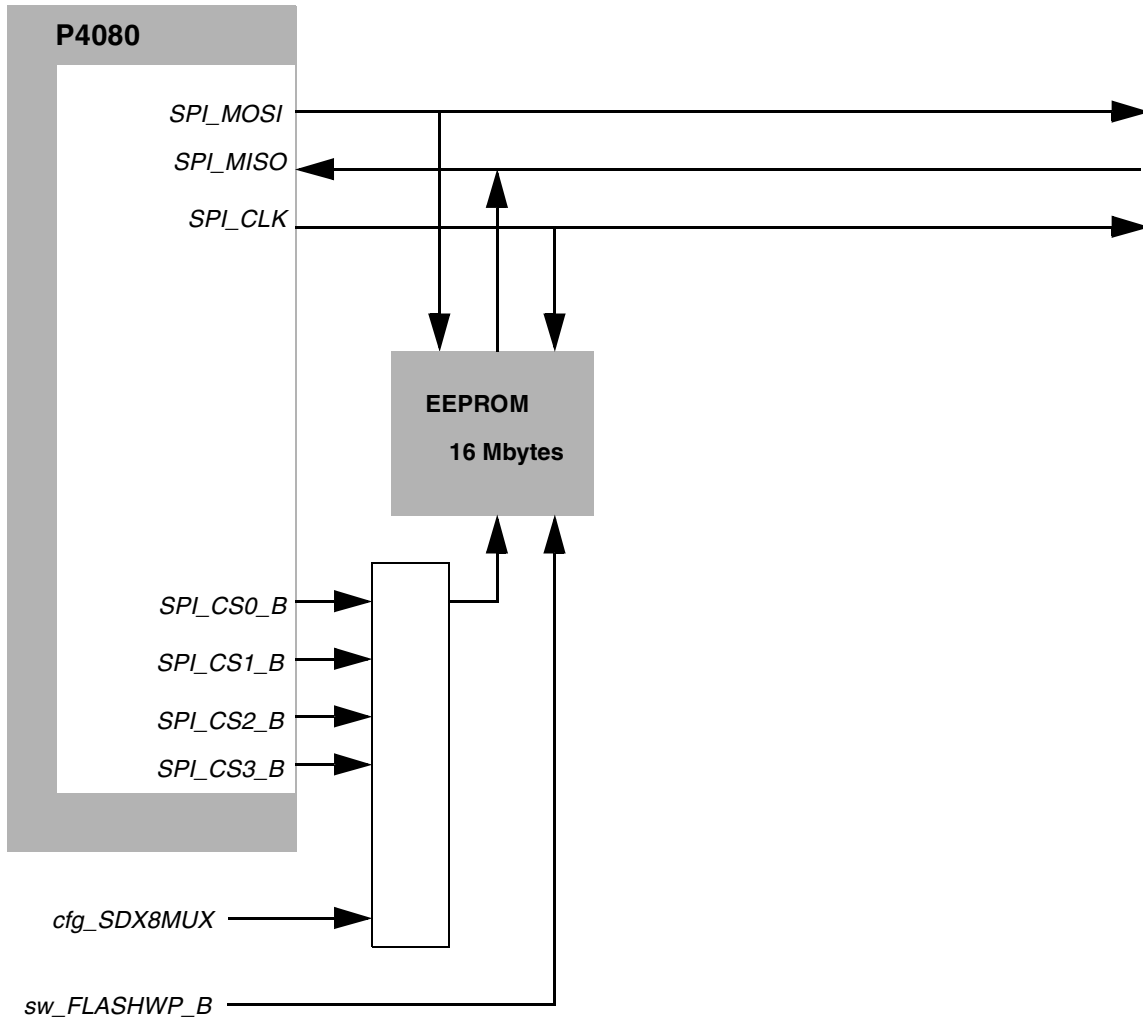 P4080
SPI_MOSI
SPI_MISO
SPI_CLK
EEPROM
16 Mbytes
SPI_CS0_B
SPI_CS1_B
SPI_CS2_B
SPI_CS3_B
cfg_SDX8MUX
sw_FLASHWP_B